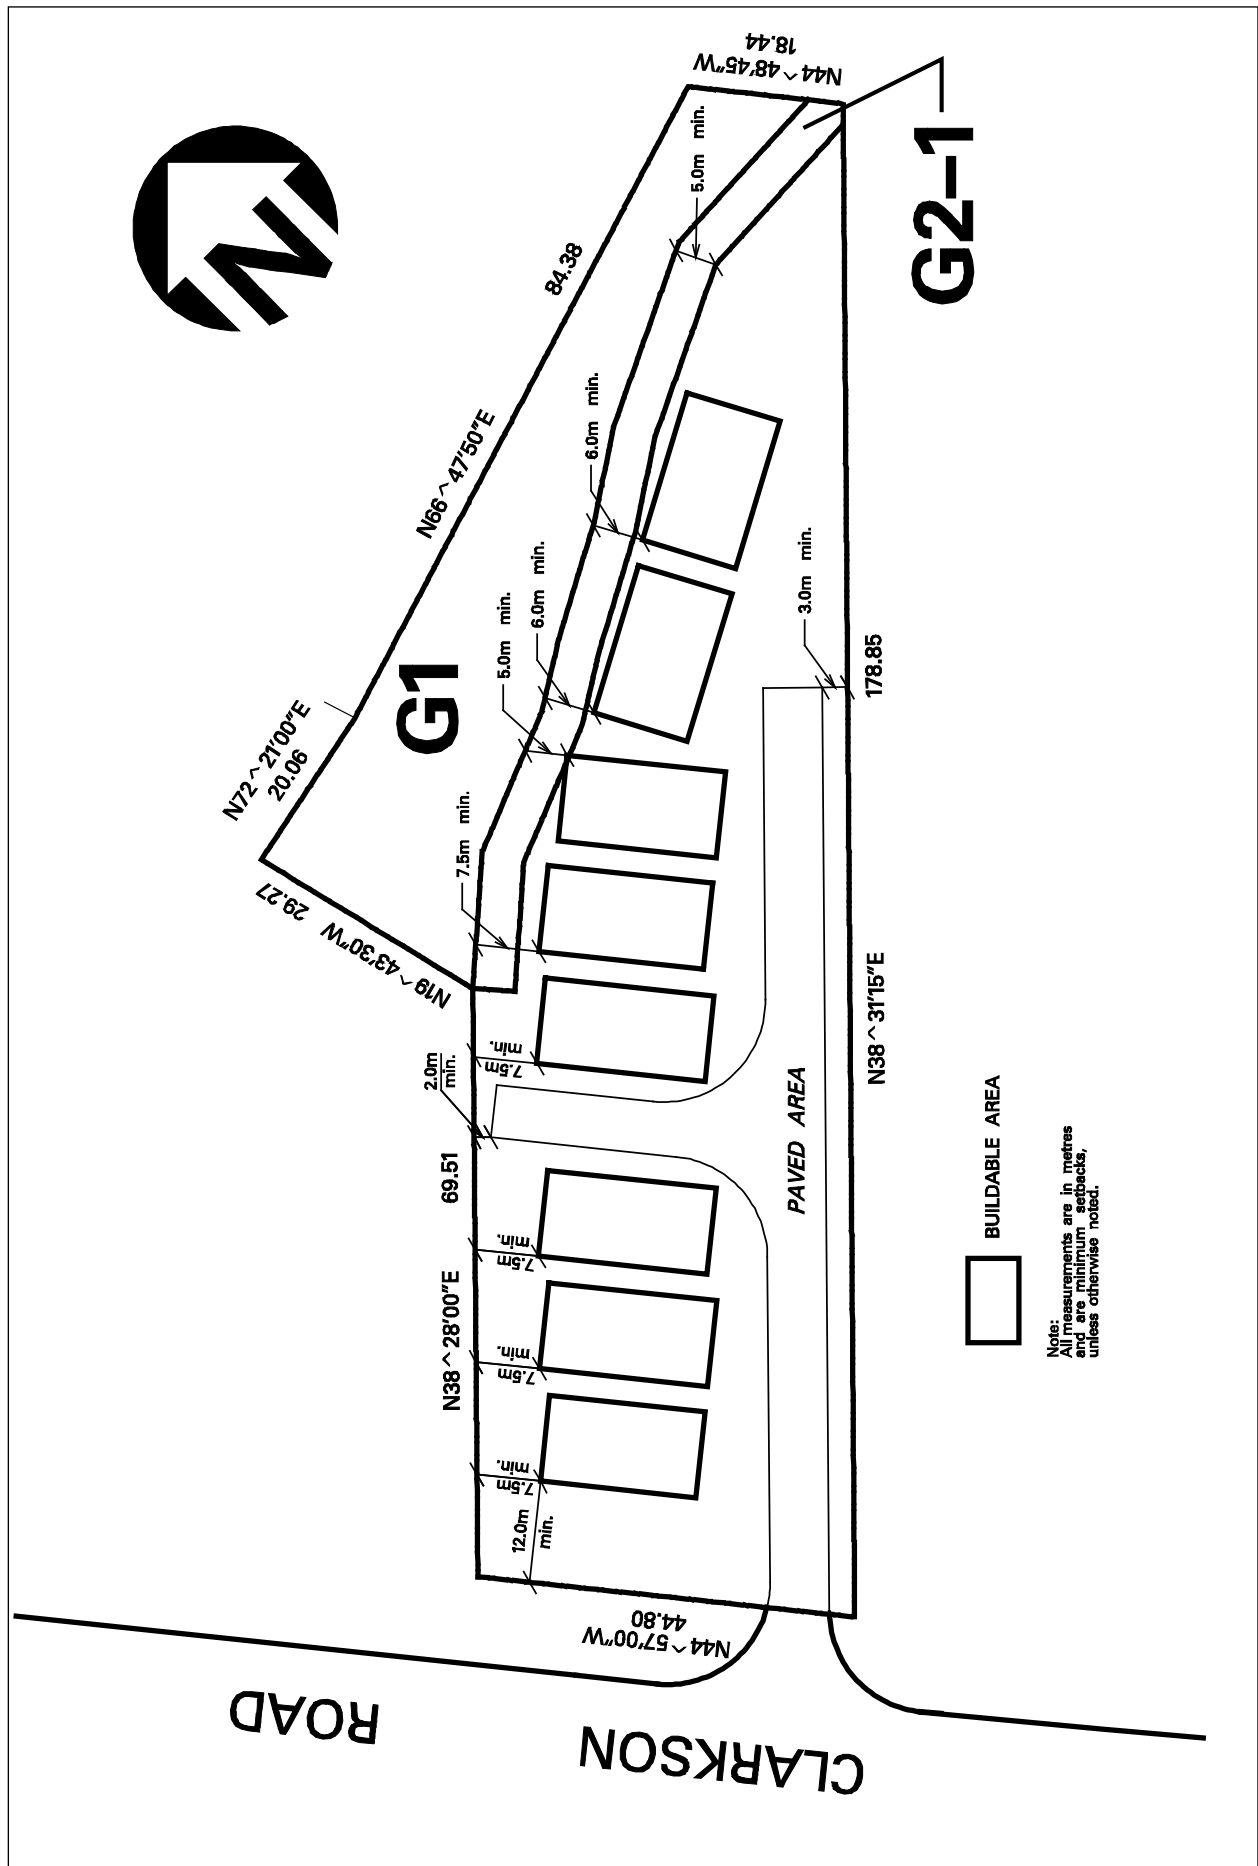 N44^48'45"W
18.44
5.0m min.
G2-1
N
84.38
N66^47'50"E
6.0m min.
6.0m min.
5.0m min.
3.0m min.
178.85
G1
N72^21'00"E
20.06
7.5m min.
29.27
N19^43'30"W
N38^31'15"E
7.5m
min.
2.0m
min.
PAVED AREA
69.51
7.5m
min.
N38^28'00"E
7.5m
min.
7.5m
min.
12.0m
min.
BUILDABLE AREA
Note:
All measurements are in metres
and are minimum setbacks,
unless otherwise noted.
N44^57'00"W
44.80
CLARKSON
ROAD